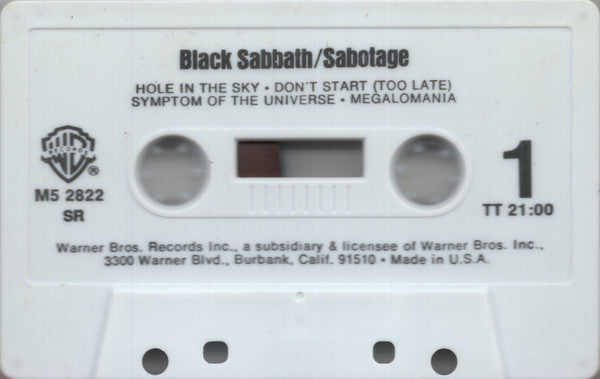 Black Sabbath/Sabotage
HOLE IN THE SKY • DON'T START (TOO LATE)
SYMPTOM OF THE UNIVERSE • MEGALOMANIA
WB
RECORDS
®
M5 2822
SR
1
TT 21:00
Warner Bros. Records Inc., a subsidiary & licensee of Warner Bros. Inc.,
3300 Warner Blvd., Burbank, Calif. 91510 • Made in U.S.A.